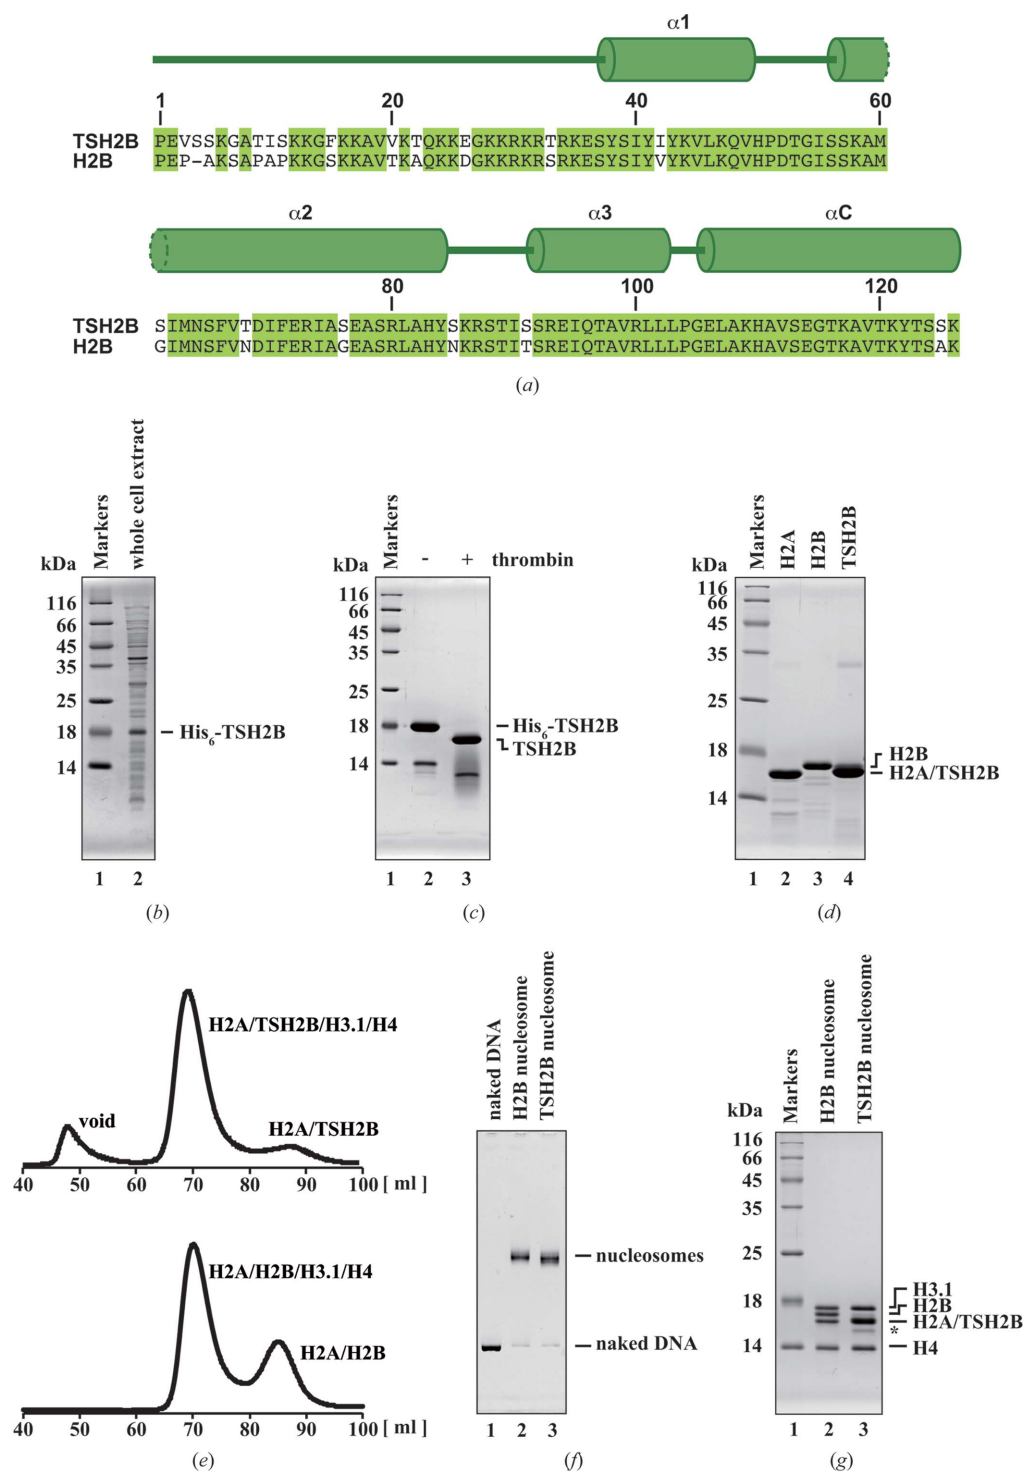 α1
1 20 40 60
TSH2B PEVSSKGATISKKGFKKAVVKTQKKEGKKRKRTRKESYSIYIYKVLKQVHPDTGISSKAM
H2B PEP-AKSAPAPKKGSKKAVTKAQKKDGKKRKRSRKESYSIYVYKVLKQVHPDTGISSKAM
α2 α3 αC
80 100 120
TSH2B SIMNSFVTDIFERIASEASRLAHYSKRSTISSREIQTAVRLLLPGELAKHAVSEGTKAVTKYTSSK
H2B GIMNSFVNDIFERIAGEASRLAHYNKRSTITSREIQTAVRLLLPGELAKHAVSEGTKAVTKYTSAK
(a)
kDa Markers whole cell extract
116
66
45
35
25
18 His6-TSH2B
14
1 2
(b)
Markers
kDa - + thrombin
116
66
45
35
25
18 His6-TSH2B
TSH2B
14
1 2 3
(c)
kDa Markers H2A H2B TSH2B
116
66
45
35
25
18
H2B
H2A/TSH2B
14
1 2 3 4
(d)
H2A/TSH2B/H3.1/H4
void
H2A/TSH2B
40 50 60 70 80 90 100 [ ml ]
H2A/H2B/H3.1/H4
H2A/H2B
40 50 60 70 80 90 100 [ ml ]
(e)
naked DNA H2B nucleosome TSH2B nucleosome
nucleosomes
naked DNA
1 2 3
(f)
kDa Markers H2B nucleosome TSH2B nucleosome
116
66
45
35
25
18
H3.1
H2B
H2A/TSH2B
*
14 H4
1 2 3
(g)